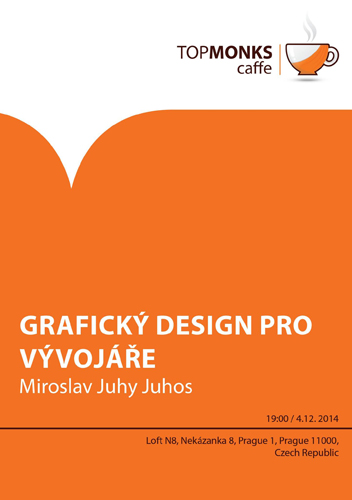 TOPMONKS
caffe
GRAFICKÝ DESIGN PRO
VÝVOJÁŘE
Miroslav Juhy Juhos
19:00 / 4.12. 2014
Loft N8, Nekázanka 8, Prague 1, Prague 11000,
Czech Republic